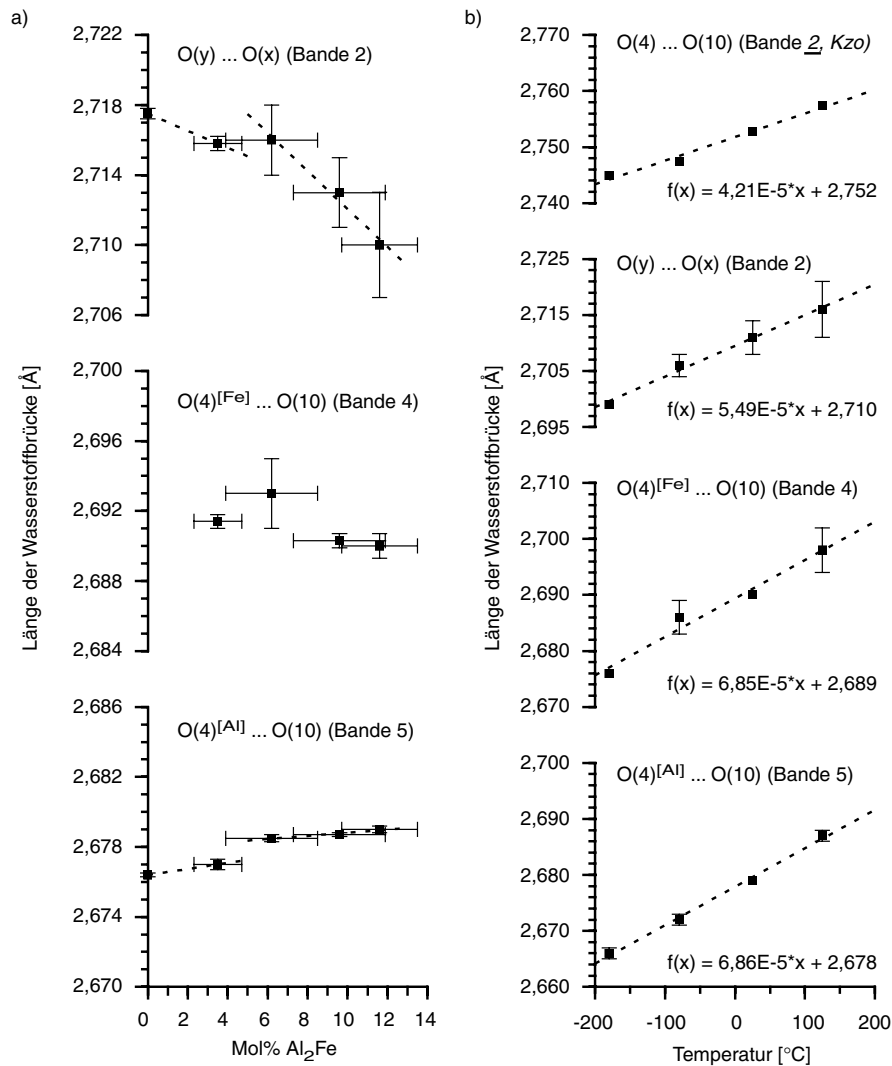 a)
Länge der Wasserstoffbrücke [Å]
O(y) ... O(x) (Bande 2)
2,722
2,718
2,714
2,710
2,706
O(4)[Fe] ... O(10) (Bande 4)
2,700
2,696
2,692
2,688
2,684
O(4)[Al] ... O(10) (Bande 5)
2,686
2,682
2,678
2,674
2,670
0 2 4 6 8 10 12 14
Mol% Al2Fe
b)
Länge der Wasserstoffbrücke [Å]
O(4) ... O(10) (Bande 2, Kzo)
2,770
2,760
2,750
2,740
f(x) = 4,21E-5*x + 2,752
O(y) ... O(x) (Bande 2)
2,725
2,715
2,705
2,695
f(x) = 5,49E-5*x + 2,710
O(4)[Fe] ... O(10) (Bande 4)
2,710
2,700
2,690
2,680
2,670
f(x) = 6,85E-5*x + 2,689
O(4)[Al] ... O(10) (Bande 5)
2,700
2,690
2,680
2,670
2,660
f(x) = 6,86E-5*x + 2,678
-200 -100 0 100 200
Temperatur [°C]